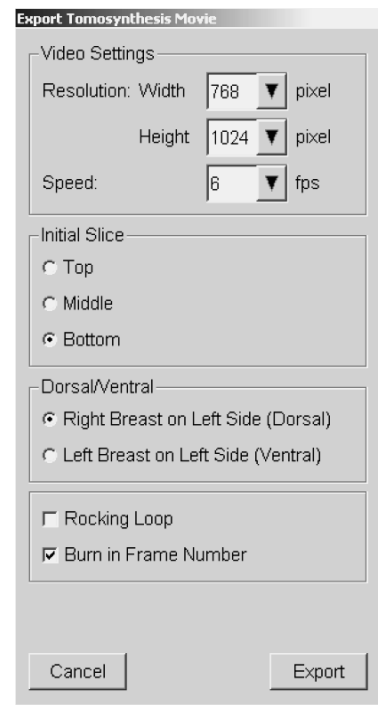 Export Tomosynthesis Movie
Video Settings
Resolution: Width 768 pixel
Height 1024 pixel
Speed: 6 fps
Initial Slice
Top
Middle
Bottom
Dorsal/Ventral
Right Breast on Left Side (Dorsal)
Left Breast on Left Side (Ventral)
Rocking Loop
Burn in Frame Number
Cancel Export